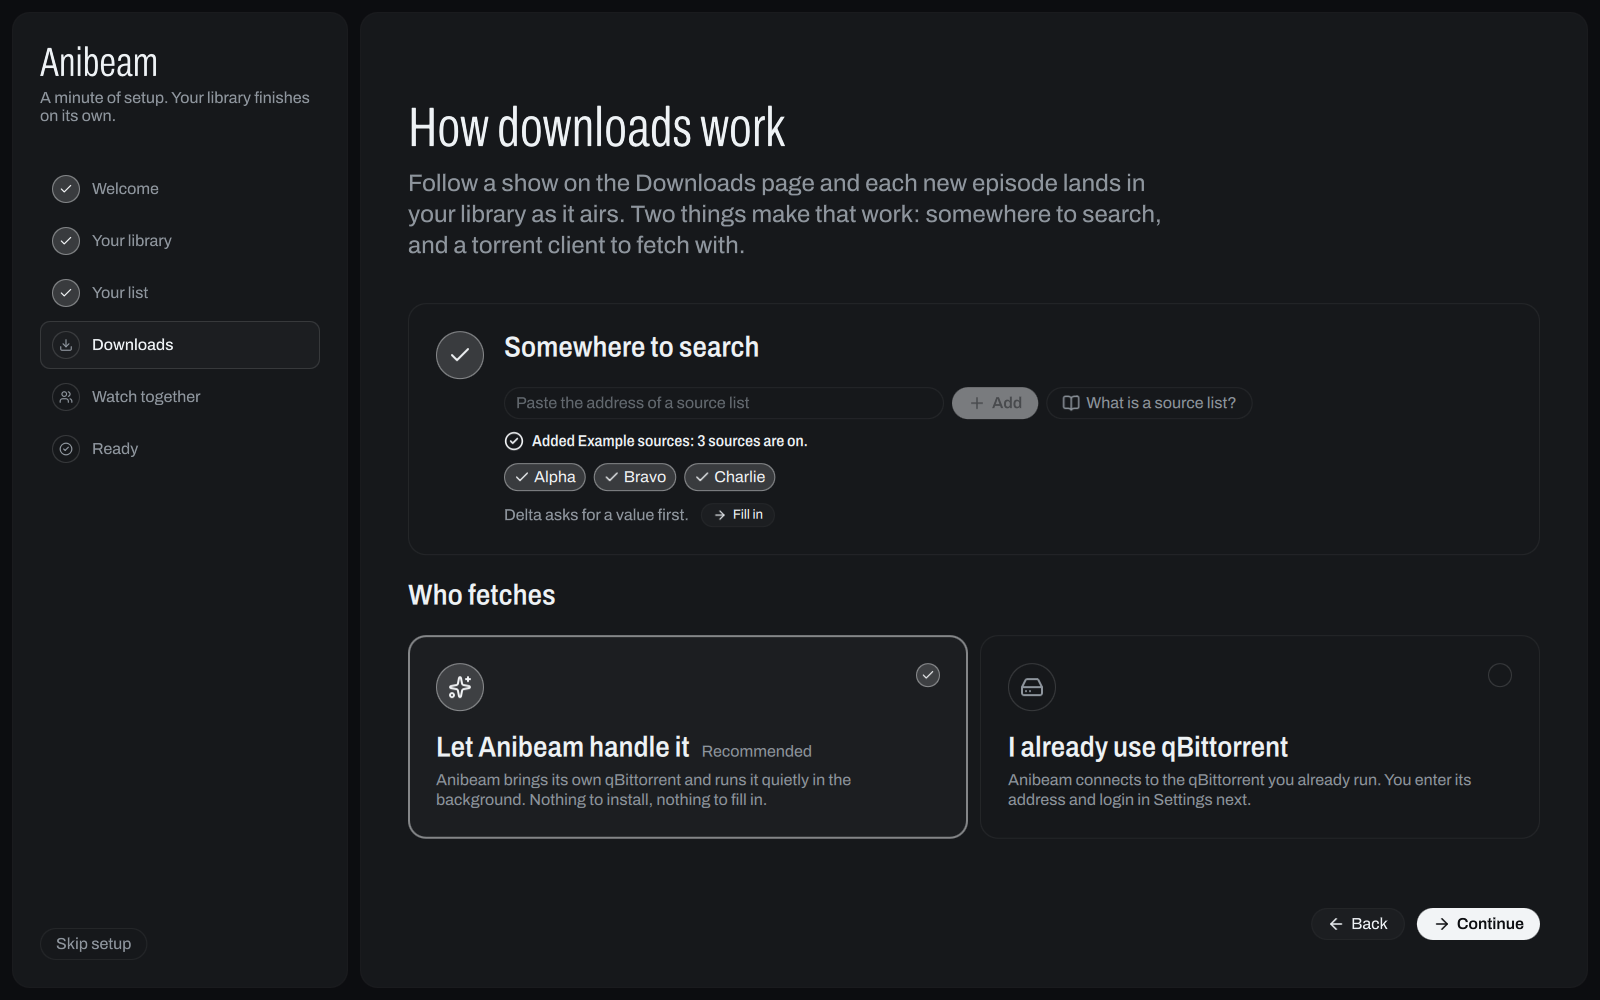 Anibeam
A minute of setup. Your library finishes
on its own.
Welcome
Your library
Your list
Downloads
Watch together
Ready
Skip setup
How downloads work
Follow a show on the Downloads page and each new episode lands in
your library as it airs. Two things make that work: somewhere to search,
and a torrent client to fetch with.
Somewhere to search
Paste the address of a source list
Add
What is a source list?
Added Example sources: 3 sources are on.
Alpha
Bravo
Charlie
Delta asks for a value first.
Fill in
Who fetches
Let Anibeam handle it
Recommended
Anibeam brings its own qBittorrent and runs it quietly in the
background. Nothing to install, nothing to fill in.
I already use qBittorrent
Anibeam connects to the qBittorrent you already run. You enter its
address and login in Settings next.
Back
Continue